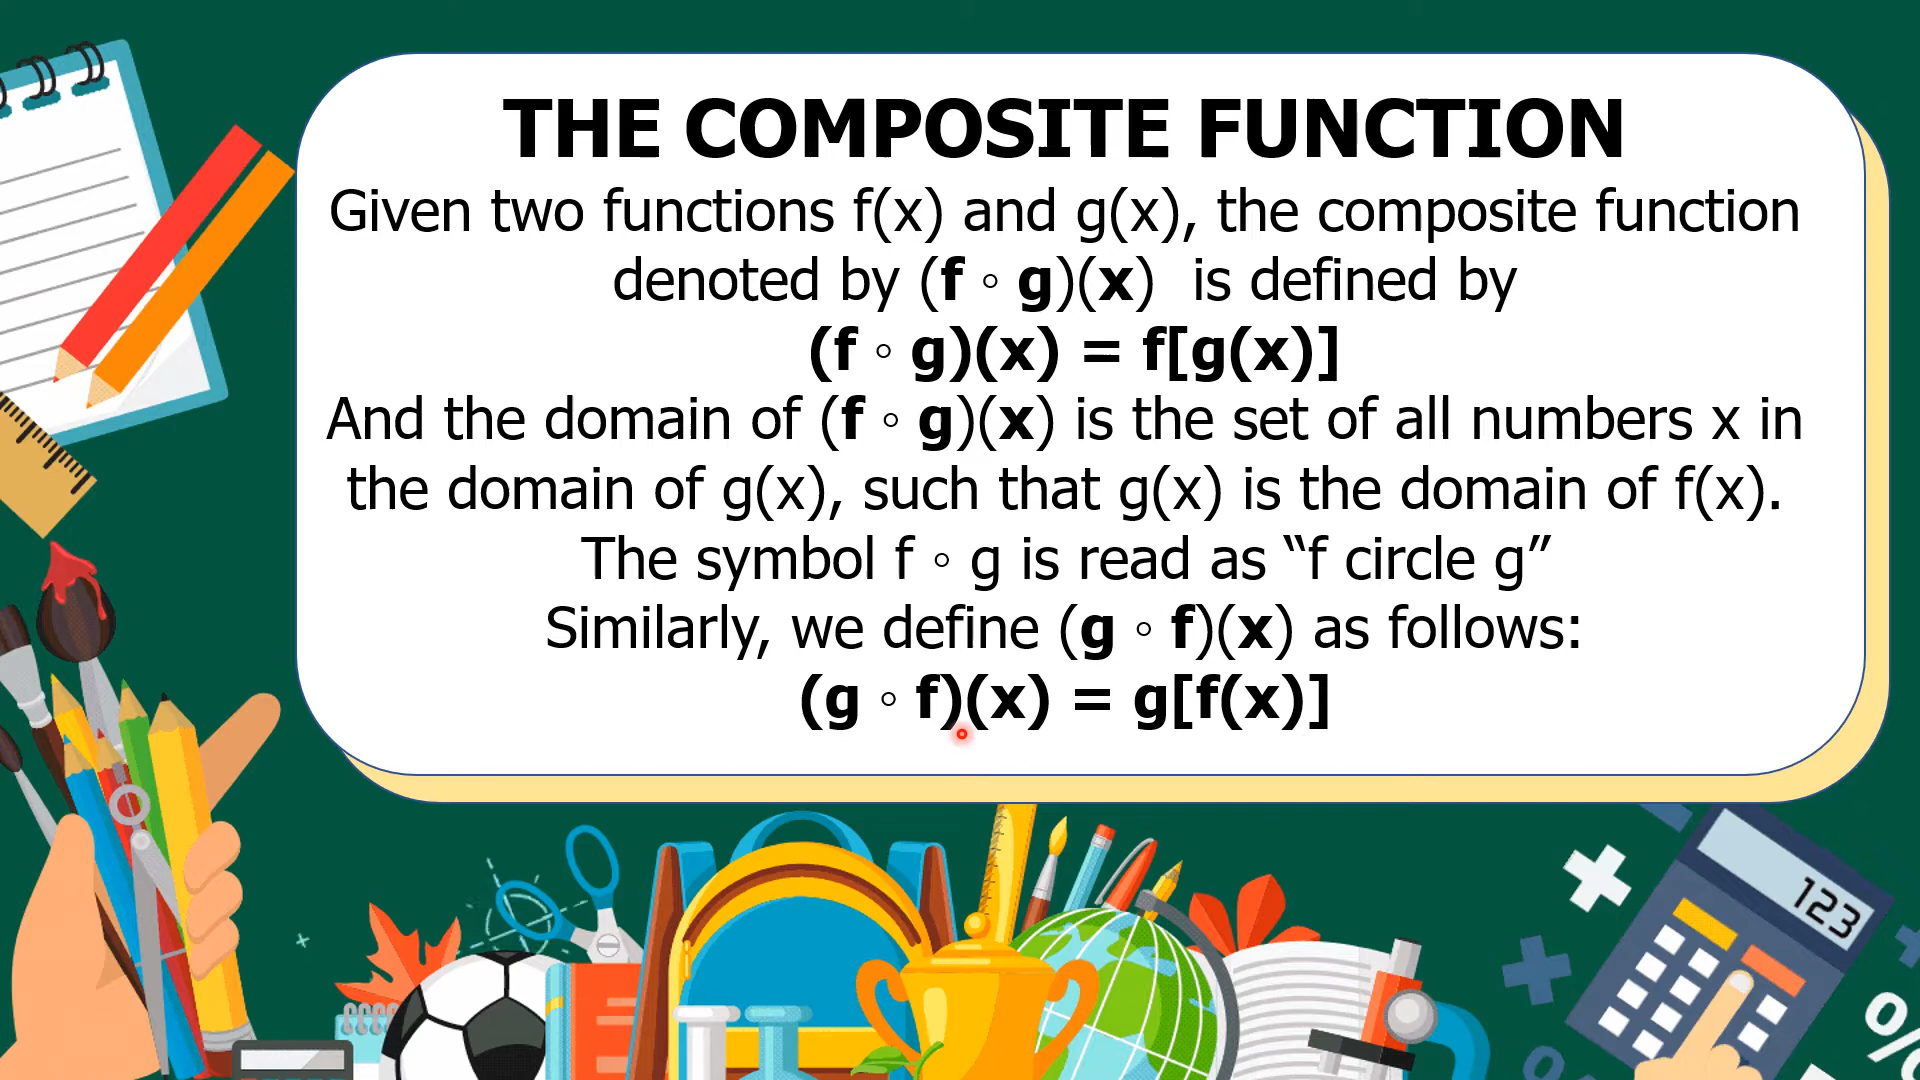 THE COMPOSITE FUNCTION
Given two functions f(x) and g(x), the composite function
denoted by (f ∘ g)(x) is defined by
(f ∘ g)(x) = f[g(x)]
And the domain of (f ∘ g)(x) is the set of all numbers x in
the domain of g(x), such that g(x) is the domain of f(x).
The symbol f ∘ g is read as “f circle g”
Similarly, we define (g ∘ f)(x) as follows:
(g ∘ f)(x) = g[f(x)]
123
%
%